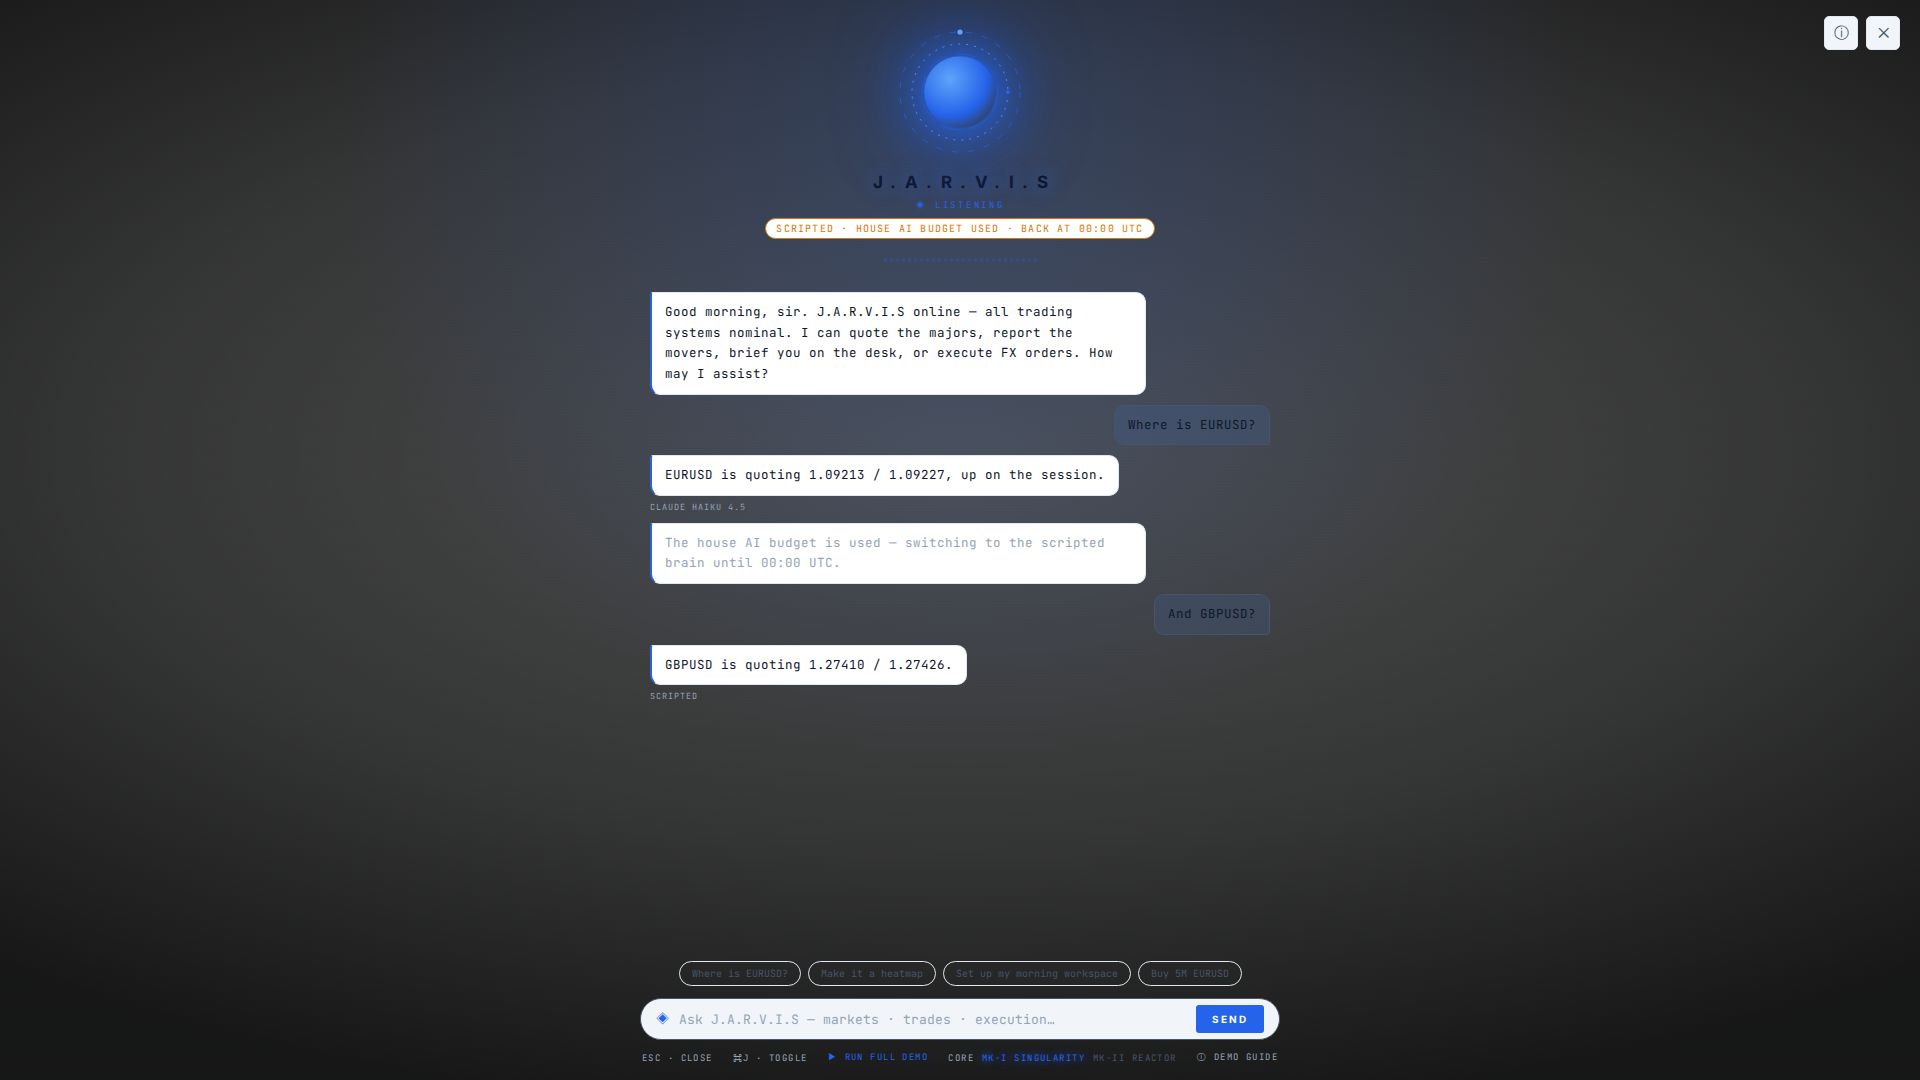 ⓘ ×
J.A.R.V.I.S
◈ LISTENING
SCRIPTED · HOUSE AI BUDGET USED · BACK AT 00:00 UTC
Good morning, sir. J.A.R.V.I.S online — all trading
systems nominal. I can quote the majors, report the
movers, brief you on the desk, or execute FX orders. How
may I assist?
Where is EURUSD?
EURUSD is quoting 1.09213 / 1.09227, up on the session.
CLAUDE HAIKU 4.5
The house AI budget is used — switching to the scripted
brain until 00:00 UTC.
And GBPUSD?
GBPUSD is quoting 1.27410 / 1.27426.
SCRIPTED
Where is EURUSD? Make it a heatmap Set up my morning workspace Buy 5M EURUSD
◈ Ask J.A.R.V.I.S — markets · trades · execution… SEND
ESC · CLOSE ⌘J · TOGGLE ▶ RUN FULL DEMO CORE MK-I SINGULARITY MK-II REACTOR ⓘ DEMO GUIDE